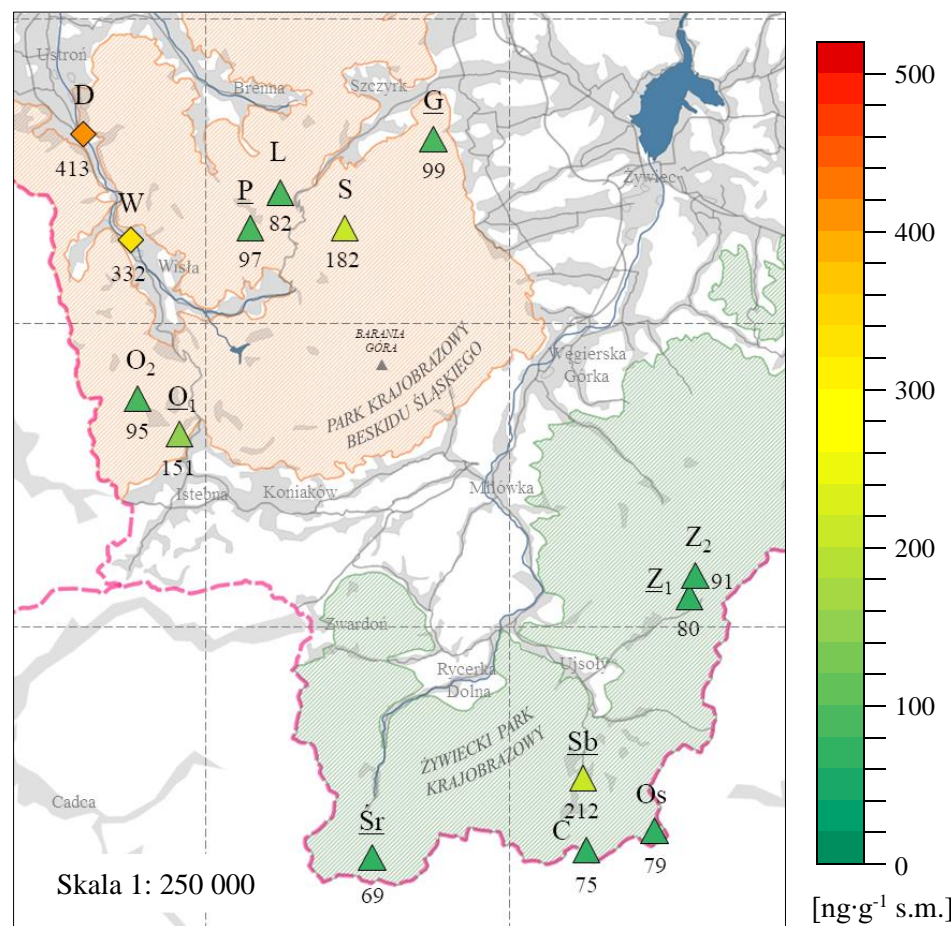 Ustroń
D
413
Brenna
Szczyrk
G
99
L
82
P
97
S
182
Żywiec
W
332
Wisła
BARANIA
GÓRA
PARK KRAJOBRAZOWY
BESKIDU ŚLĄSKIEGO
Węgierska
Górka
O₂
95
O₁
151
Istebna
Koniaków
Milówka
Z₂
91
Z₁
80
Zwardoń
Rycerka
Dolna
Ujsoły
ŻYWIECKI PARK
KRAJOBRAZOWY
Sb
212
Cadca
Os
79
C
75
Śr
69
Skala 1: 250 000
500
400
300
200
100
0
[ng·g⁻¹ s.m.]